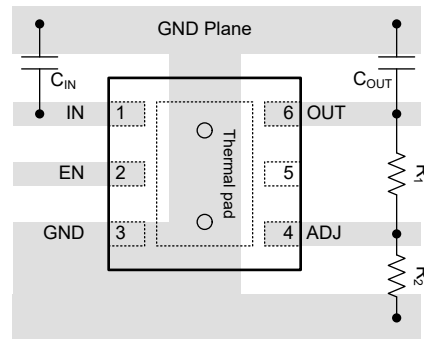 GND Plane
CIN
COUT
IN 1
6 OUT
Thermal pad
EN 2
5
R1
GND 3
4 ADJ
R2